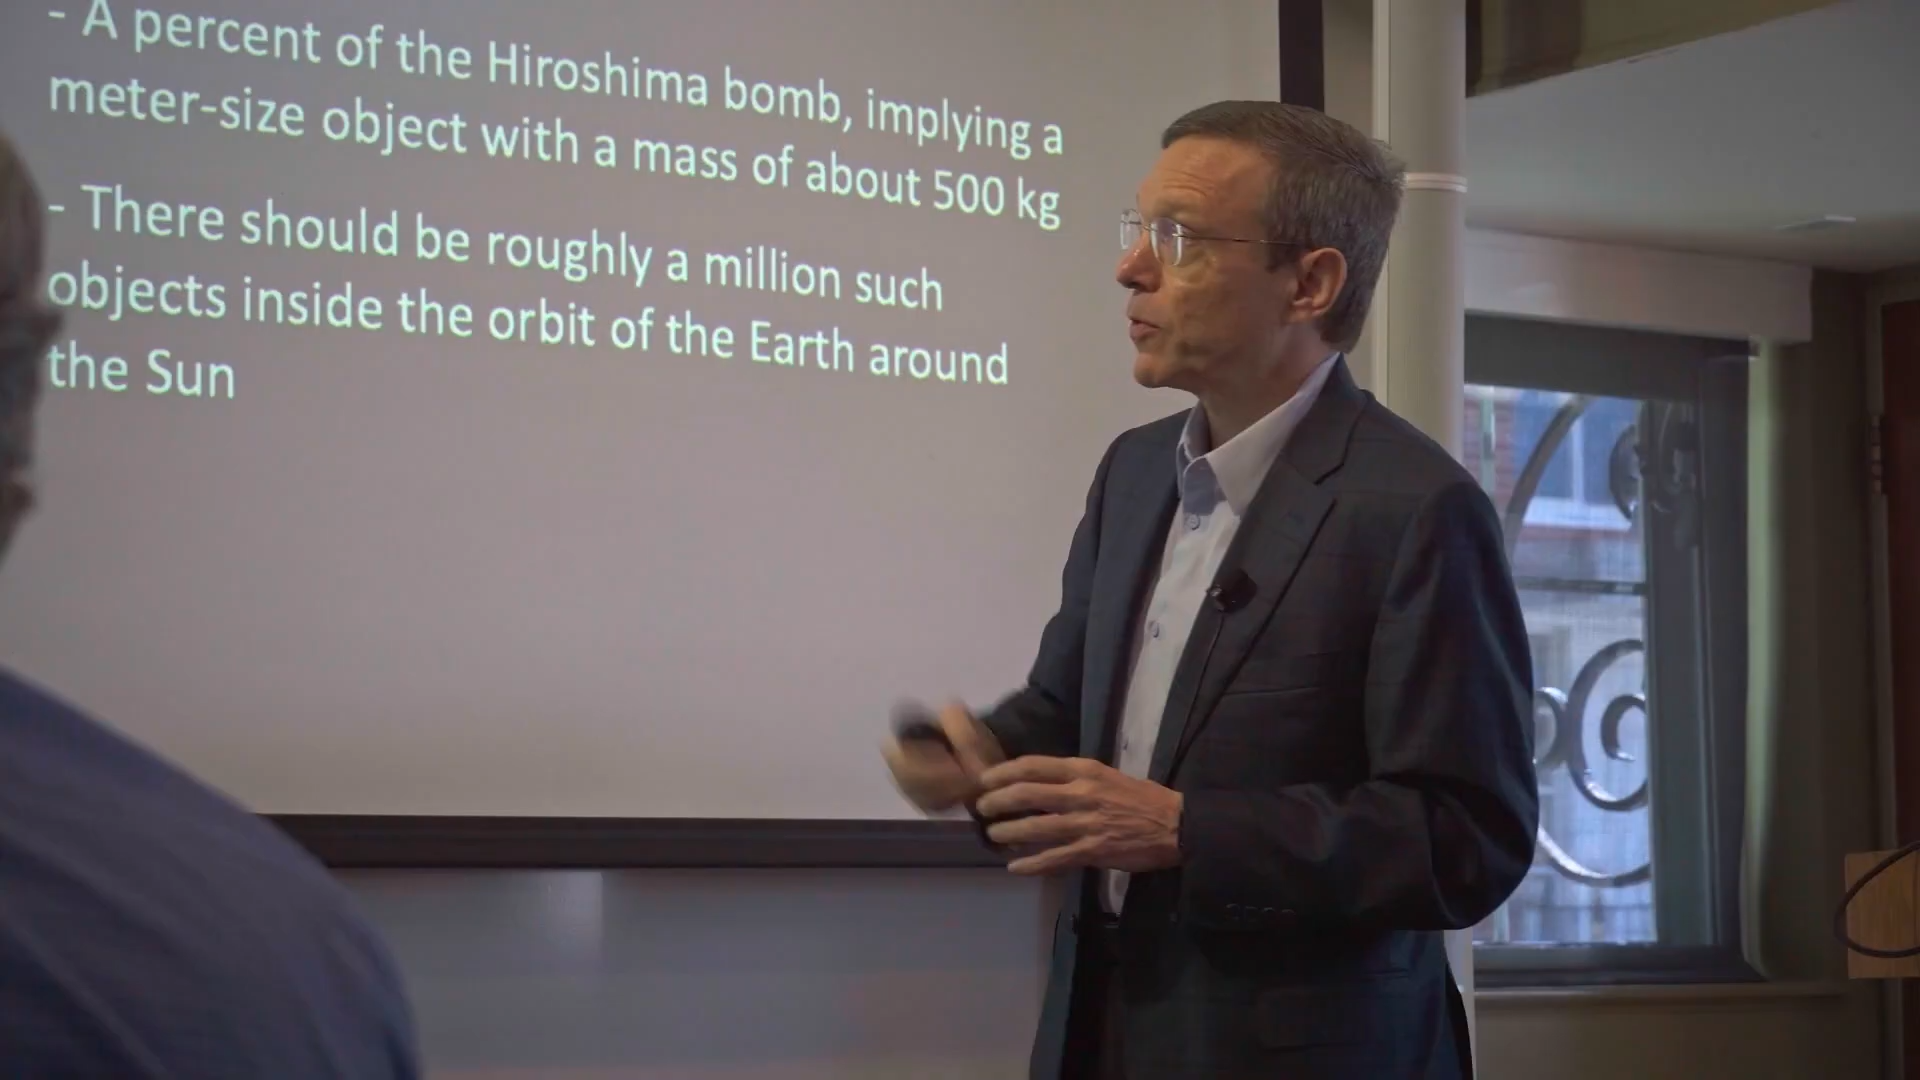 - A percent of the Hiroshima bomb, implying a
meter-size object with a mass of about 500 kg
- There should be roughly a million such
objects inside the orbit of the Earth around
the Sun